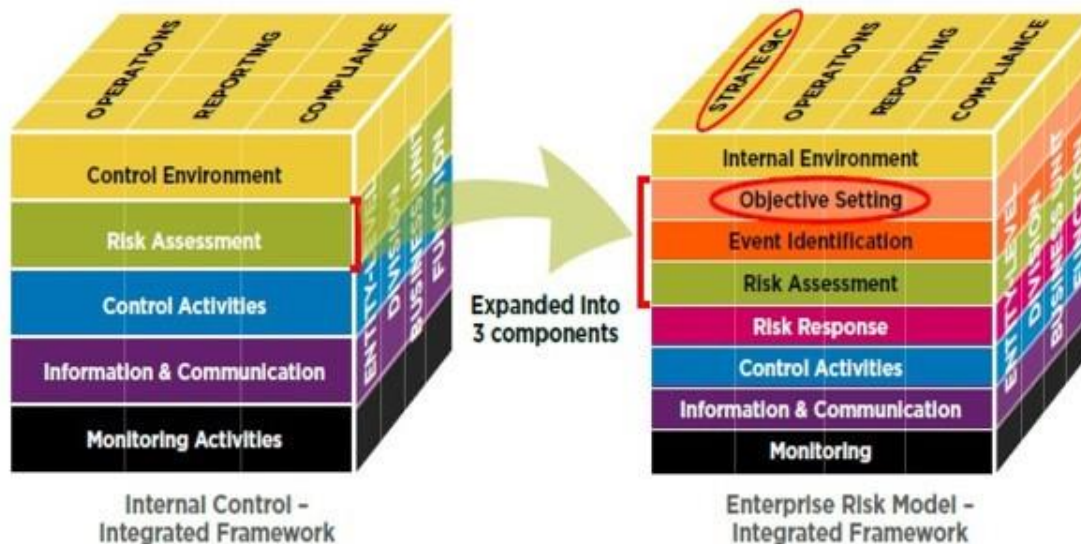 OPERATIONS
REPORTING
COMPLIANCE
Control Environment
Risk Assessment
Control Activities
Information & Communication
Monitoring Activities
ENTITY-LEVEL
DIVISION
BUSINESS UNIT
FUNCTION
Internal Control –
Integrated Framework
Expanded into
3 components
STRATEGIC
OPERATIONS
REPORTING
COMPLIANCE
Internal Environment
Objective Setting
Event Identification
Risk Assessment
Risk Response
Control Activities
Information & Communication
Monitoring
ENTITY-LEVEL
DIVISION
BUSINESS UNIT
FUNCTION
Enterprise Risk Model –
Integrated Framework